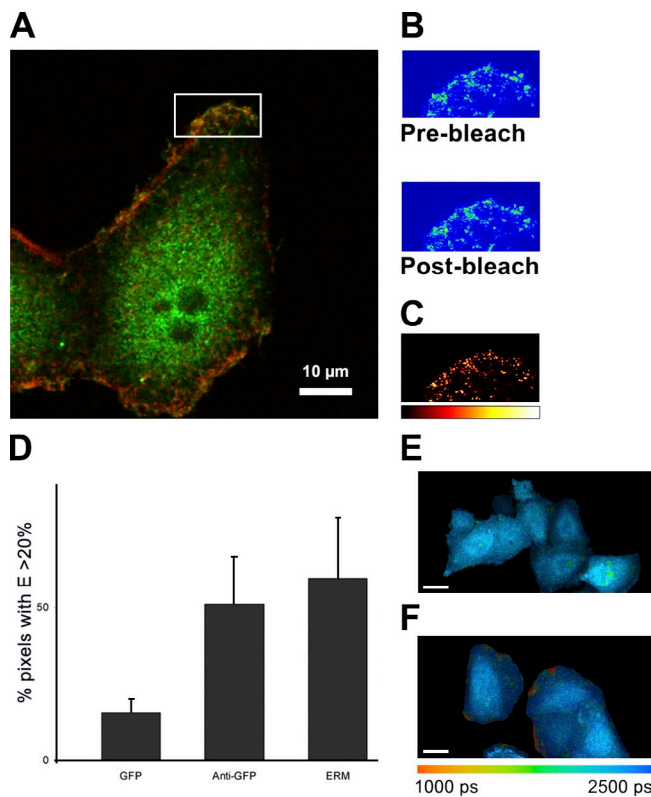 A
B
Pre-bleach
Post-bleach
10 µm
C
D
% pixels with E >20%
50
0
GFP
Anti-GFP
ERM
E
F
1000 ps
2500 ps